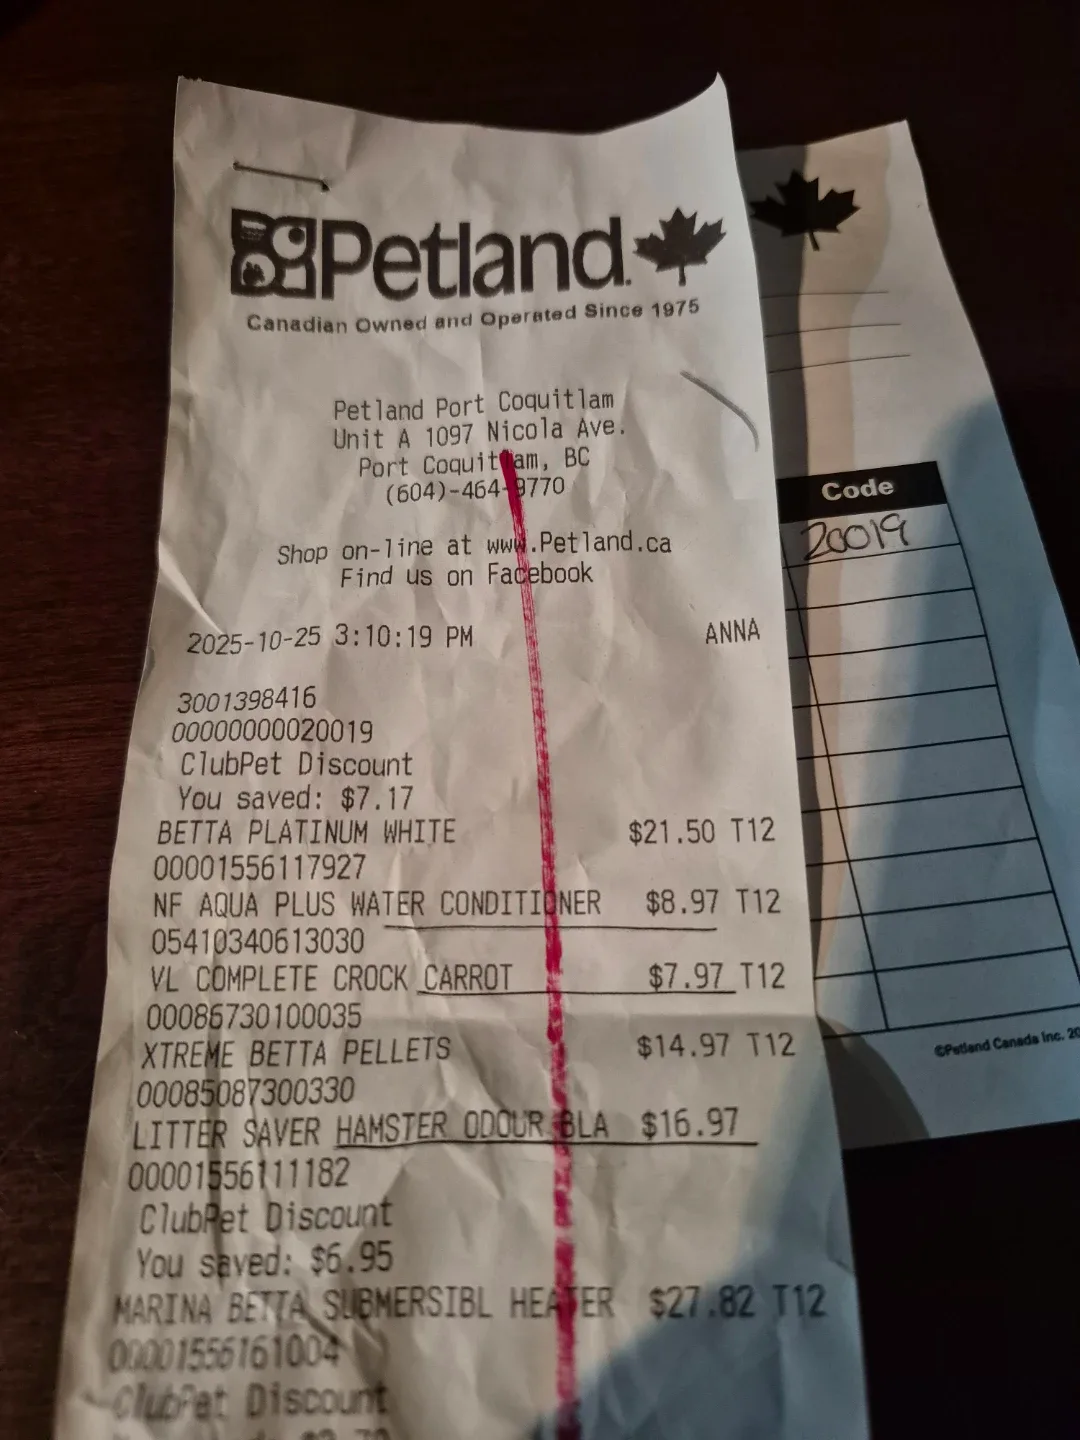 Petland
Canadian Owned and Operated Since 1975
Petland Port Coquitlam
Unit A 1097 Nicola Ave.
Port Coquitlam, BC
(604)-464-9770
Shop on-line at www.Petland.ca
Find us on Facebook
2025-10-25 3:10:19 PM ANNA
3001398416
00000000020019
ClubPet Discount
You saved: $7.17
BETTA PLATINUM WHITE $21.50 T12
00001556117927
NF AQUA PLUS WATER CONDITIONER $8.97 T12
05410340613030
VL COMPLETE CROCK CARROT $7.97 T12
00086730100035
XTREME BETTA PELLETS $14.97 T12
00085087300330
LITTER SAVER HAMSTER ODOUR BLA $16.97
00001556111182
ClubPet Discount
You saved: $6.95
MARINA BETTA SUBMERSIBL HEATER $27.82 T12
00001556161004
ClubPet Discount
Code
20019
©Petland Canada Inc.